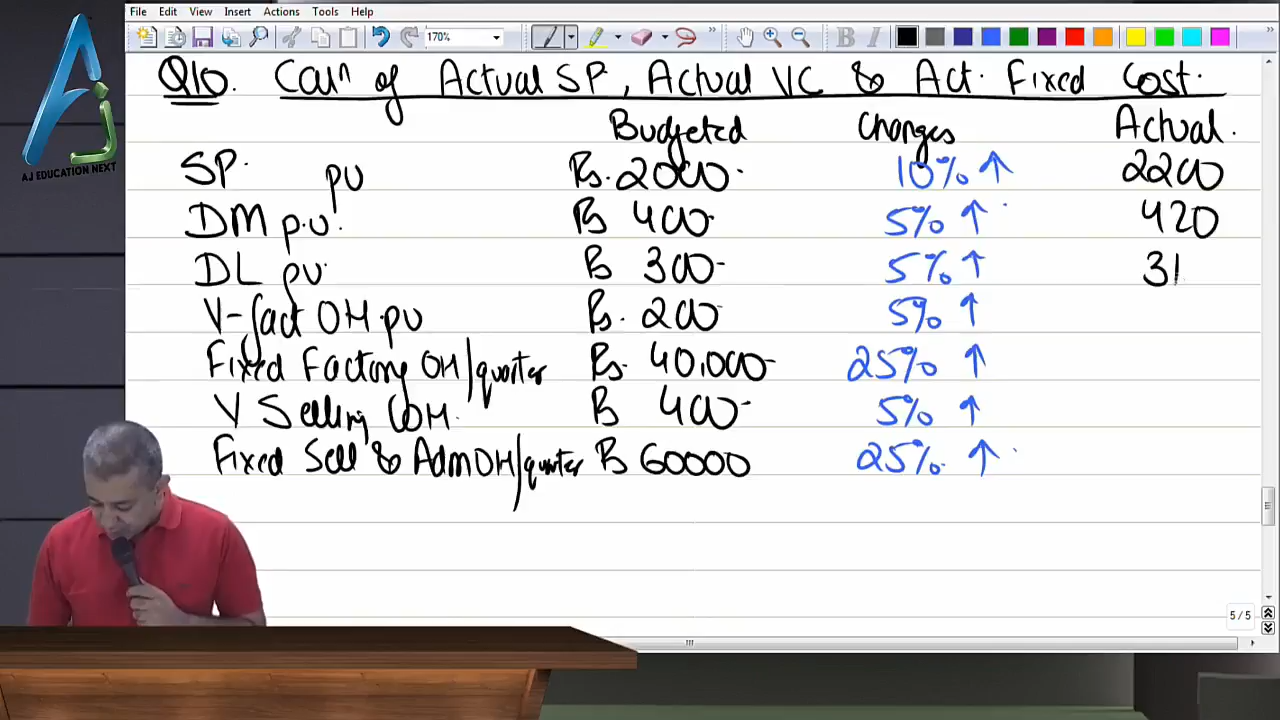 File Edit View Insert Actions Tools Help
170%
AJ EDUCATION NEXT
Q10. Calⁿ of Actual SP, Actual VC & Act. Fixed Cost.
Budgeted Changes Actual.
SP. pu Rs. 2000. 10% ↑ 2200
DM p.u. Rs 400. 5% ↑ 420
DL pu. Rs 300. 5% ↑ 31
V-fact OH.pu Rs. 200 5% ↑
Fixed Factory OH/quarter Rs. 40,000 25% ↑
V Selling OH. Rs 400 5% ↑
Fixed Sell & Adm OH/quarter Rs 60000 25% ↑
5/5